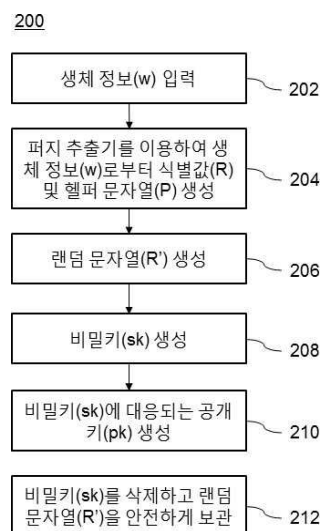 200
생체 정보(w) 입력
202
퍼지 추출기를 이용하여 생
체 정보(w)로부터 식별값(R)
및 헬퍼 문자열(P) 생성
204
랜덤 문자열(R') 생성
206
비밀키(sk) 생성
208
비밀키(sk)에 대응되는 공개
키(pk) 생성
210
비밀키(sk)를 삭제하고 랜덤
문자열(R')을 안전하게 보관
212